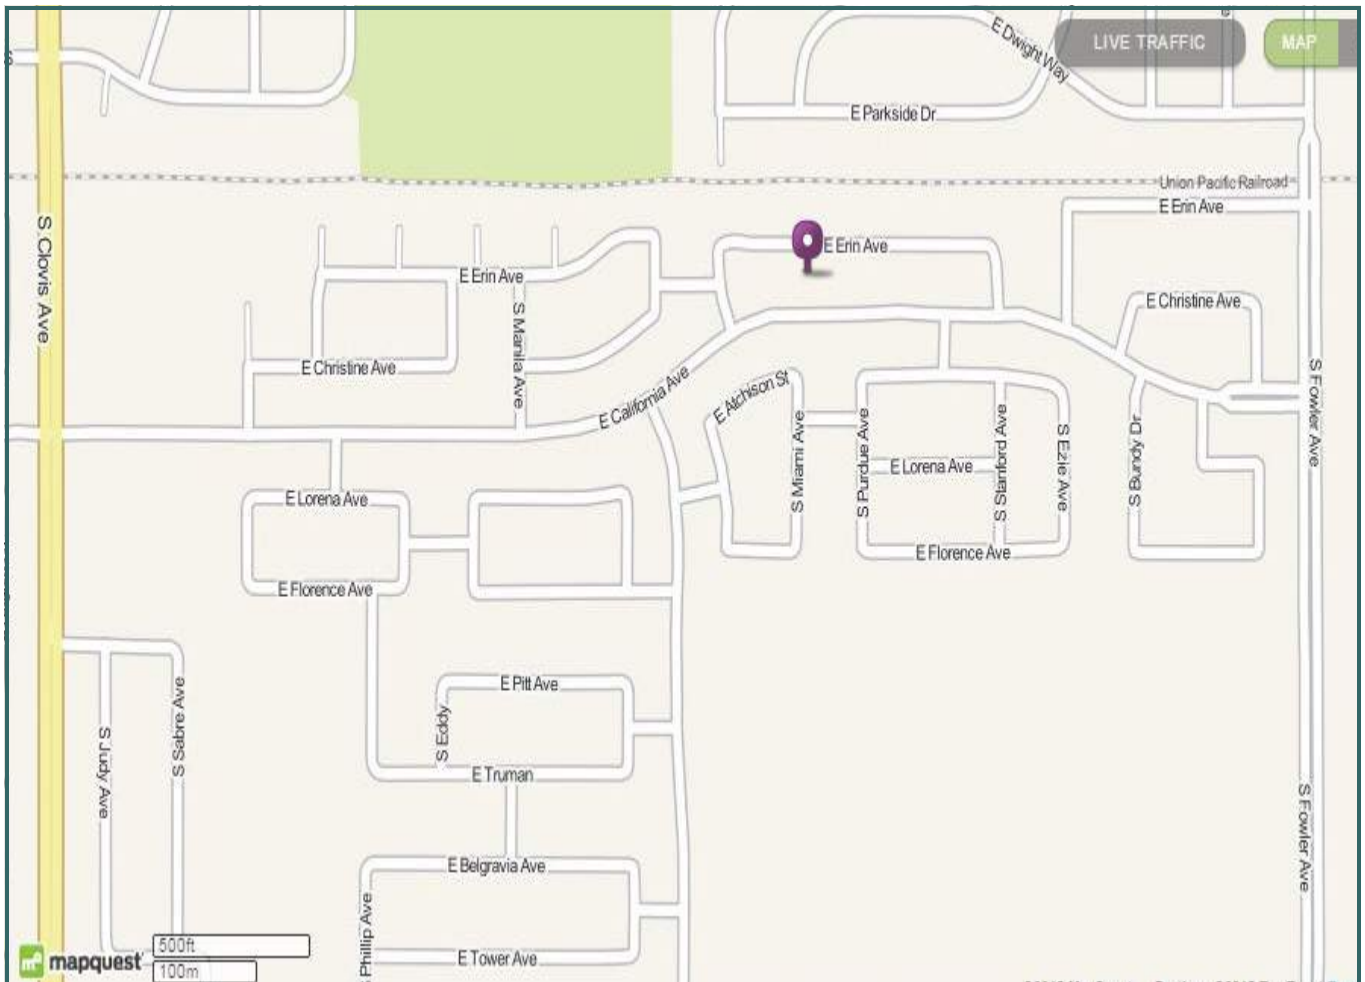 E Dwight Way
LIVE TRAFFIC
MAP
E Parkside Dr
Union Pacific Railroad
E Erin Ave
S Clovis Ave
E Erin Ave
E Erin Ave
E Christine Ave
S Manila Ave
E Christine Ave
E California Ave
E Atchison St
S Fowler Ave
S Miami Ave
S Purdue Ave
E Lorena Ave
S Stanford Ave
S Ezie Ave
S Bundy Dr
E Lorena Ave
E Florence Ave
E Florence Ave
E Pitt Ave
S Eddy
S Sabre Ave
S Judy Ave
E Truman
S Fowler Ave
E Belgravia Ave
S Phillip Ave
E Tower Ave
500ft
mapquest
100m